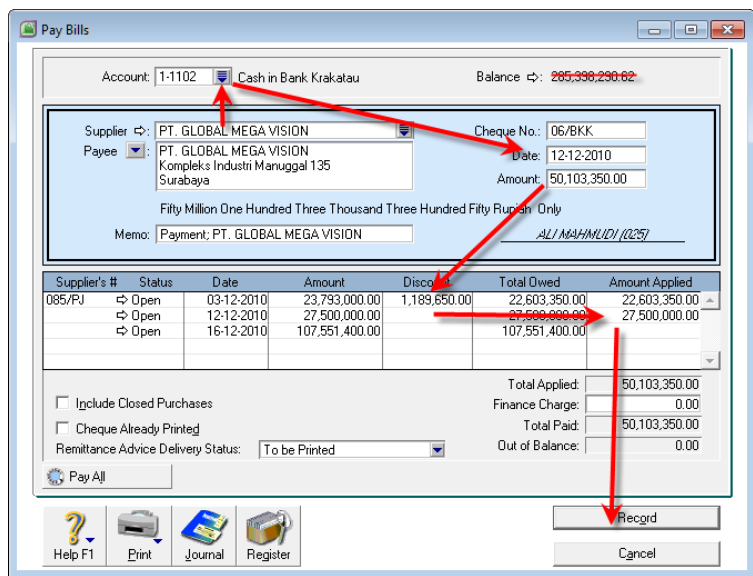 Pay Bills
Account: 1-1102 Cash in Bank Krakatau Balance ⇨: 285,398,290.62
Supplier ⇨: PT. GLOBAL MEGA VISION Cheque No.: 06/BKK
Payee : PT. GLOBAL MEGA VISION Date: 12-12-2010
Kompleks Industri Manuggal 135
Surabaya Amount: 50,103,350.00
Fifty Million One Hundred Three Thousand Three Hundred Fifty Rupiah Only
Memo: Payment; PT. GLOBAL MEGA VISION ALI MAHMUDI (025)
Supplier's # Status Date Amount Discount Total Owed Amount Applied
085/PJ ⇨ Open 03-12-2010 23,793,000.00 1,189,650.00 22,603,350.00 22,603,350.00
⇨ Open 12-12-2010 27,500,000.00 27,500,000.00 27,500,000.00
⇨ Open 16-12-2010 107,551,400.00 107,551,400.00
Total Applied: 50,103,350.00
Include Closed Purchases Finance Charge: 0.00
Cheque Already Printed Total Paid: 50,103,350.00
Remittance Advice Delivery Status: To be Printed Out of Balance: 0.00
Pay All
Record
Help F1 Print Journal Register Cancel